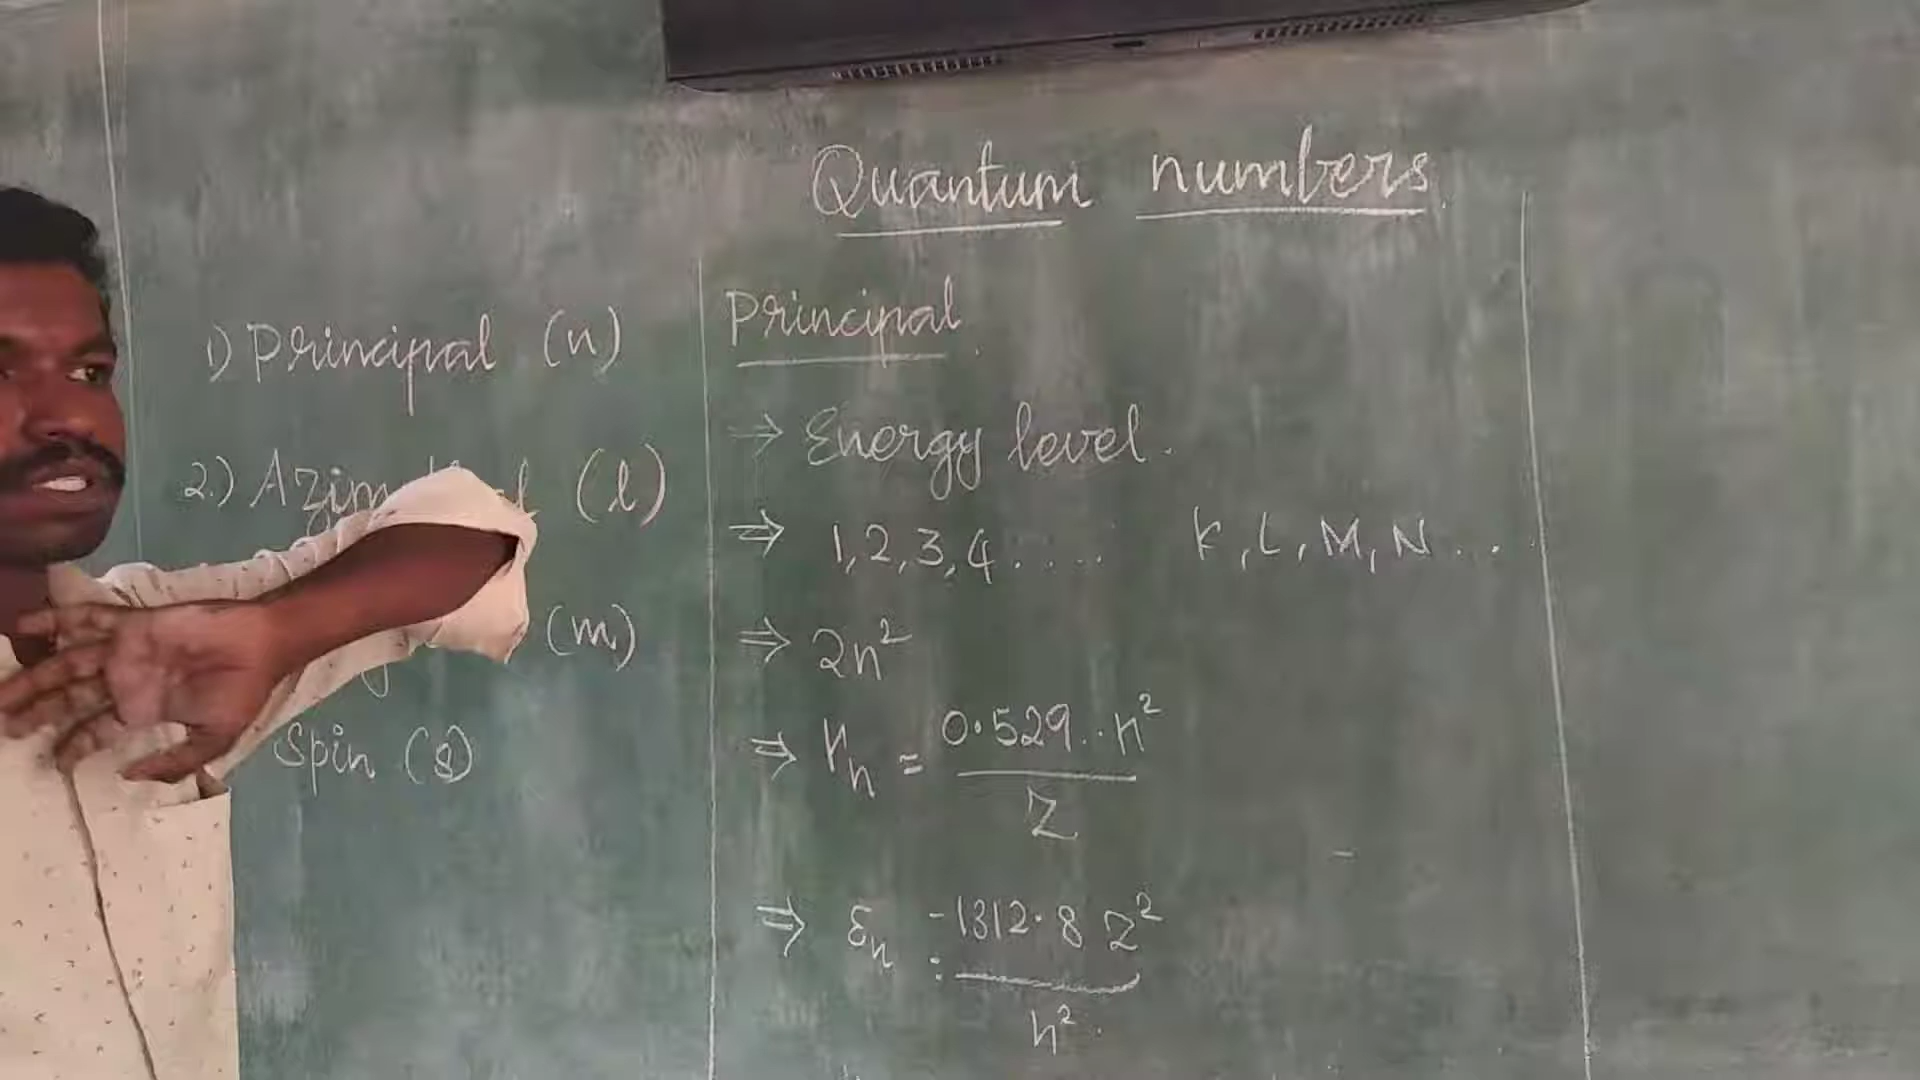 Quantum numbers.
1) Principal (n)
2.) (l)
(m)
Spin (s)
Principal
⇒ Energy level.
⇒ 1,2,3,4 .... K, L, M, N ...
⇒ 2n²
⇒ rn = 0.529..n² / Z
⇒ En = -1312.8 Z² / n²